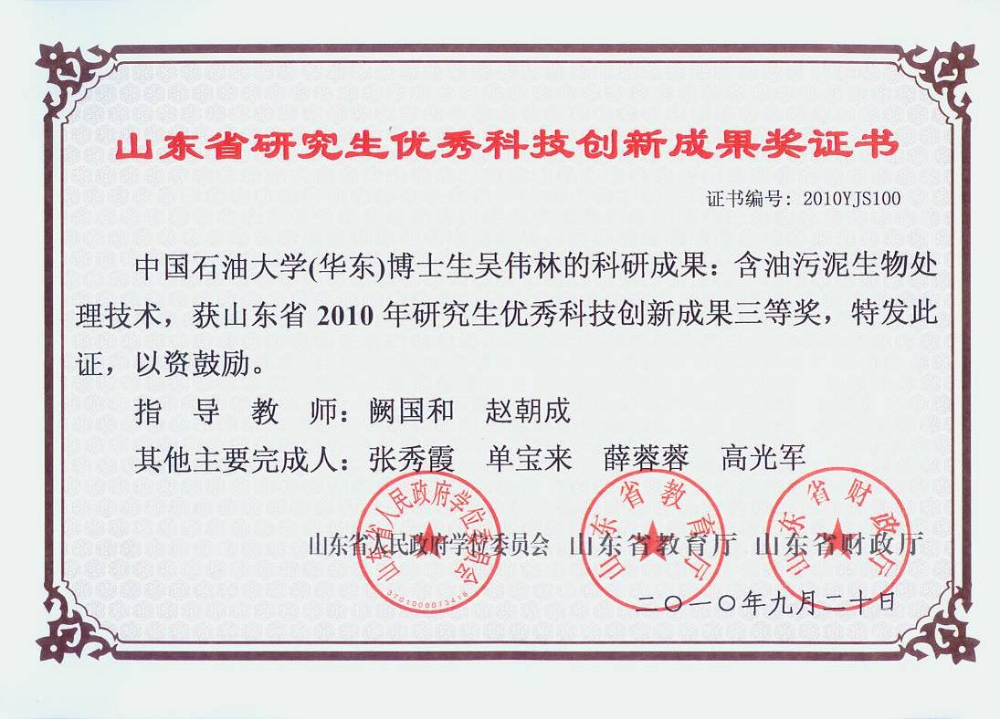 山东省研究生优秀科技创新成果奖证书
证书编号：2010YJS100
中国石油大学(华东)博士生吴伟林的科研成果：含油污泥生物处
理技术，获山东省 2010 年研究生优秀科技创新成果三等奖，特发此
证，以资鼓励。
指 导 教 师：阙国和 赵朝成
其他主要完成人：张秀霞 单宝来 薛蓉蓉 高光军
山东省人民政府学位委员会 山东省教育厅 山东省财政厅
二〇一〇年九月二十日
山东省人民政府学位委员会
3701000073416
山东省教育厅
山东省财政厅